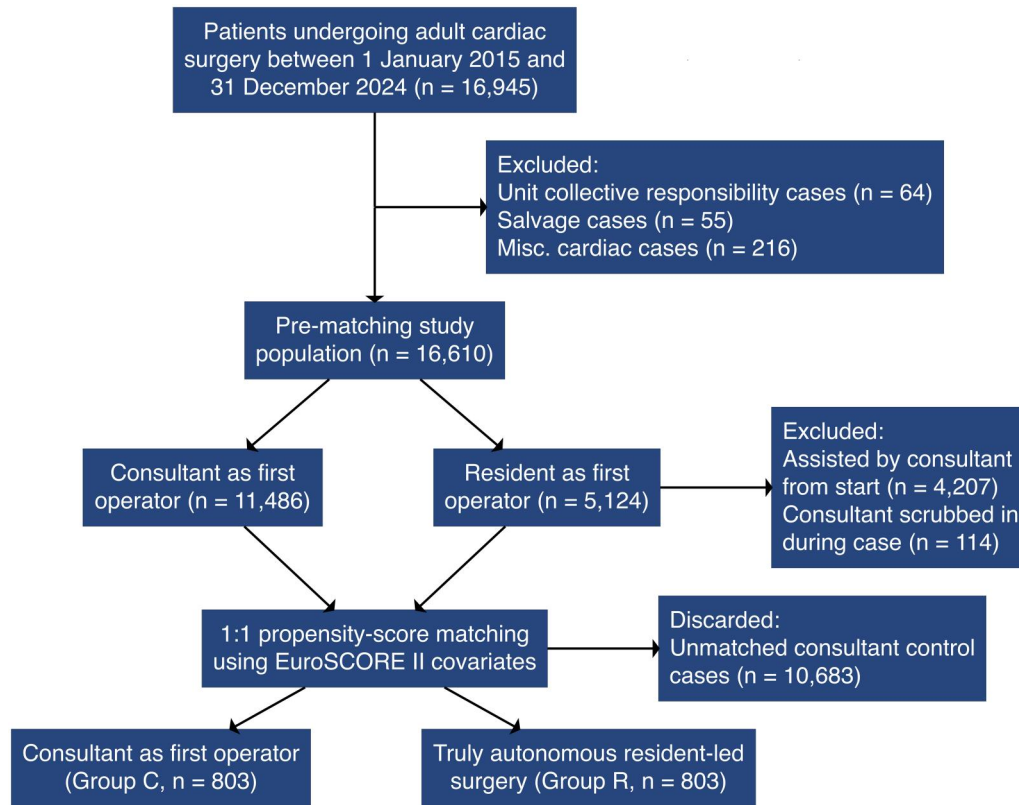 Patients undergoing adult cardiac
surgery between 1 January 2015 and
31 December 2024 (n = 16,945)
Excluded:
Unit collective responsibility cases (n = 64)
Salvage cases (n = 55)
Misc. cardiac cases (n = 216)
Pre-matching study
population (n = 16,610)
Consultant as first
operator (n = 11,486)
Resident as first
operator (n = 5,124)
Excluded:
Assisted by consultant
from start (n = 4,207)
Consultant scrubbed in
during case (n = 114)
1:1 propensity-score matching
using EuroSCORE II covariates
Discarded:
Unmatched consultant control
cases (n = 10,683)
Consultant as first operator
(Group C, n = 803)
Truly autonomous resident-led
surgery (Group R, n = 803)